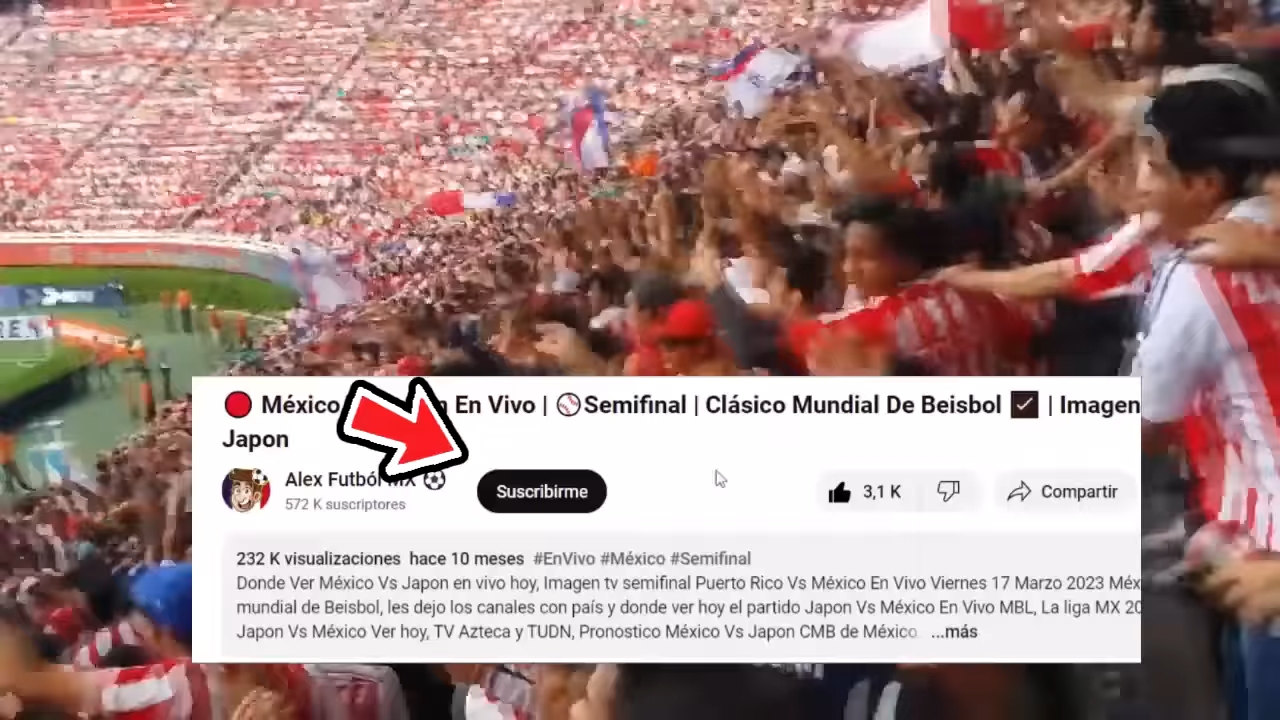 🔴 México En Vivo | ⚾Semifinal | Clásico Mundial De Beisbol ☑ | Imagen
Japon
Alex Futból MX ⚽
572 K suscriptores
Suscribirme
3,1 K
Compartir
232 K visualizaciones hace 10 meses #EnVivo #México #Semifinal
Donde Ver México Vs Japon en vivo hoy, Imagen tv semifinal Puerto Rico Vs México En Vivo Viernes 17 Marzo 2023 Méx
mundial de Beisbol, les dejo los canales con país y donde ver hoy el partido Japon Vs México En Vivo MBL, La liga MX 20
Japon Vs México Ver hoy, TV Azteca y TUDN, Pronostico México Vs Japon CMB de México ...más